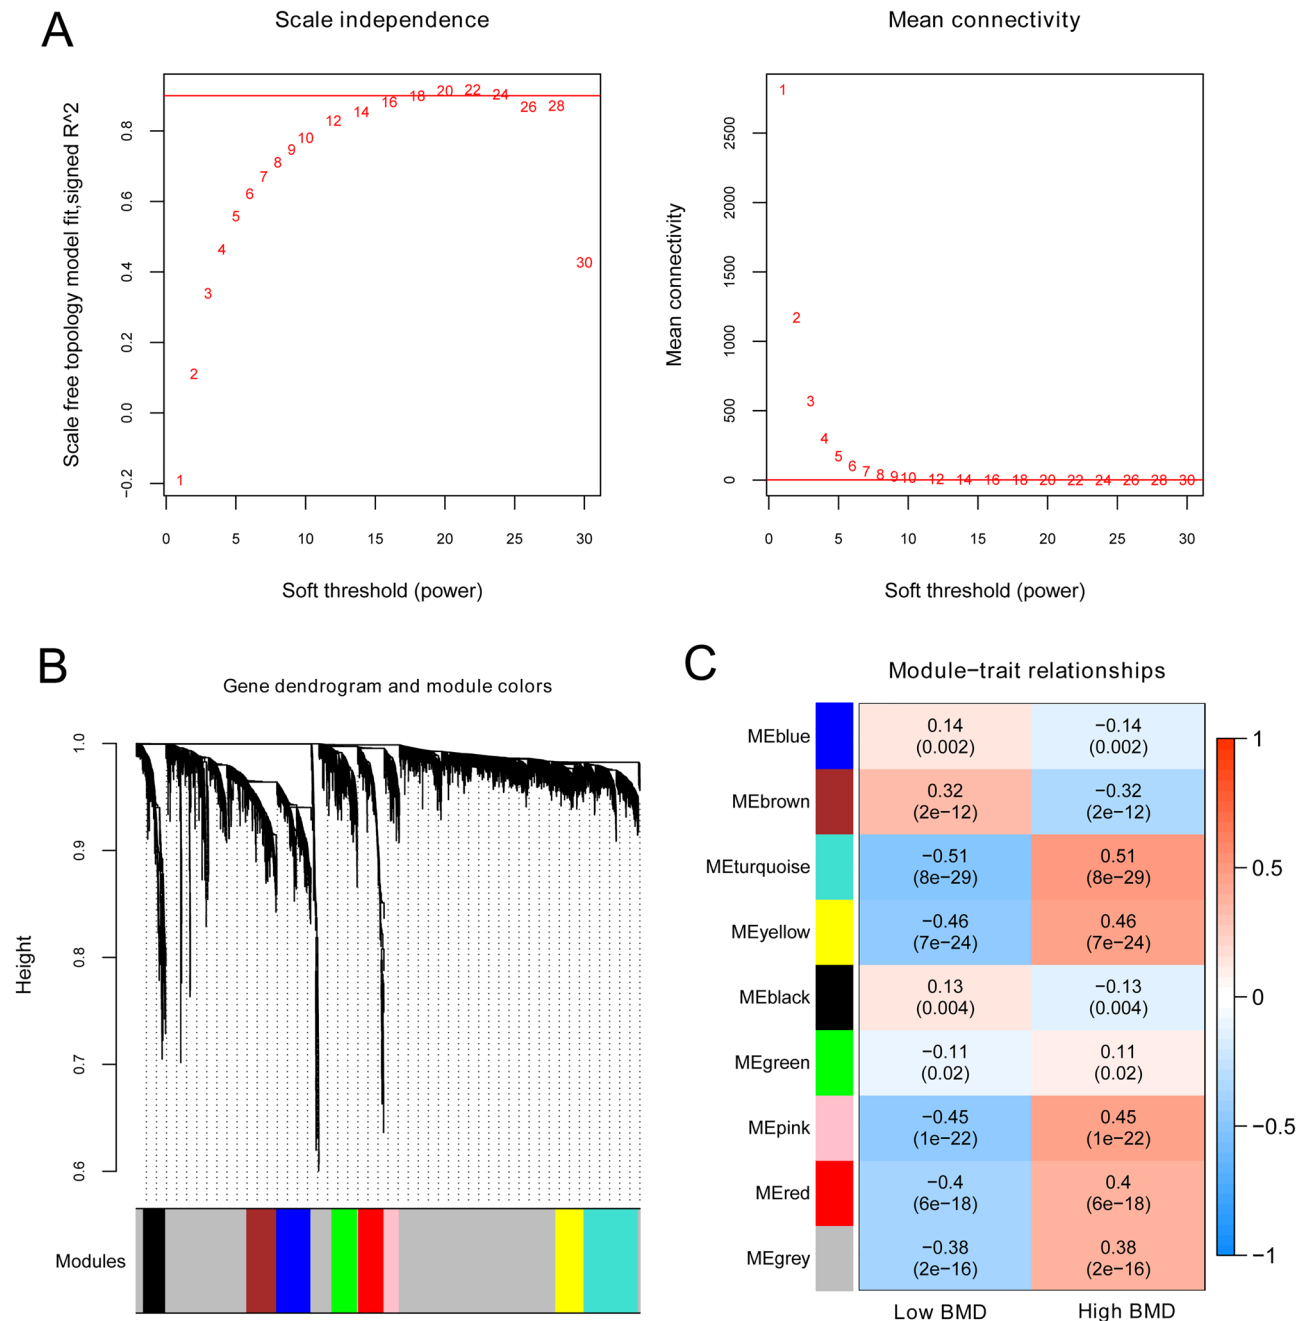 A
Scale independence
Scale free topology model fit,signed R^2
−0.2
0.0
0.2
0.4
0.6
0.8
1
2
3
4
5
6
7
8
9
10
12
14
16
18
20
22
24
26
28
30
0
5
10
15
20
25
30
Soft threshold (power)
Mean connectivity
Mean connectivity
0
500
1000
1500
2000
2500
1
2
3
4
5
6
7
8
9
10
12
14
16
18
20
22
24
26
28
30
0
5
10
15
20
25
30
Soft threshold (power)
B
Gene dendrogram and module colors
Height
1.0
0.9
0.8
0.7
0.6
Modules
C
Module−trait relationships
MEblue
0.14
(0.002)
−0.14
(0.002)
MEbrown
0.32
(2e−12)
−0.32
(2e−12)
MEturquoise
−0.51
(8e−29)
0.51
(8e−29)
MEyellow
−0.46
(7e−24)
0.46
(7e−24)
MEblack
0.13
(0.004)
−0.13
(0.004)
MEgreen
−0.11
(0.02)
0.11
(0.02)
MEpink
−0.45
(1e−22)
0.45
(1e−22)
MEred
−0.4
(6e−18)
0.4
(6e−18)
MEgrey
−0.38
(2e−16)
0.38
(2e−16)
Low BMD
High BMD
1
0.5
0
−0.5
−1